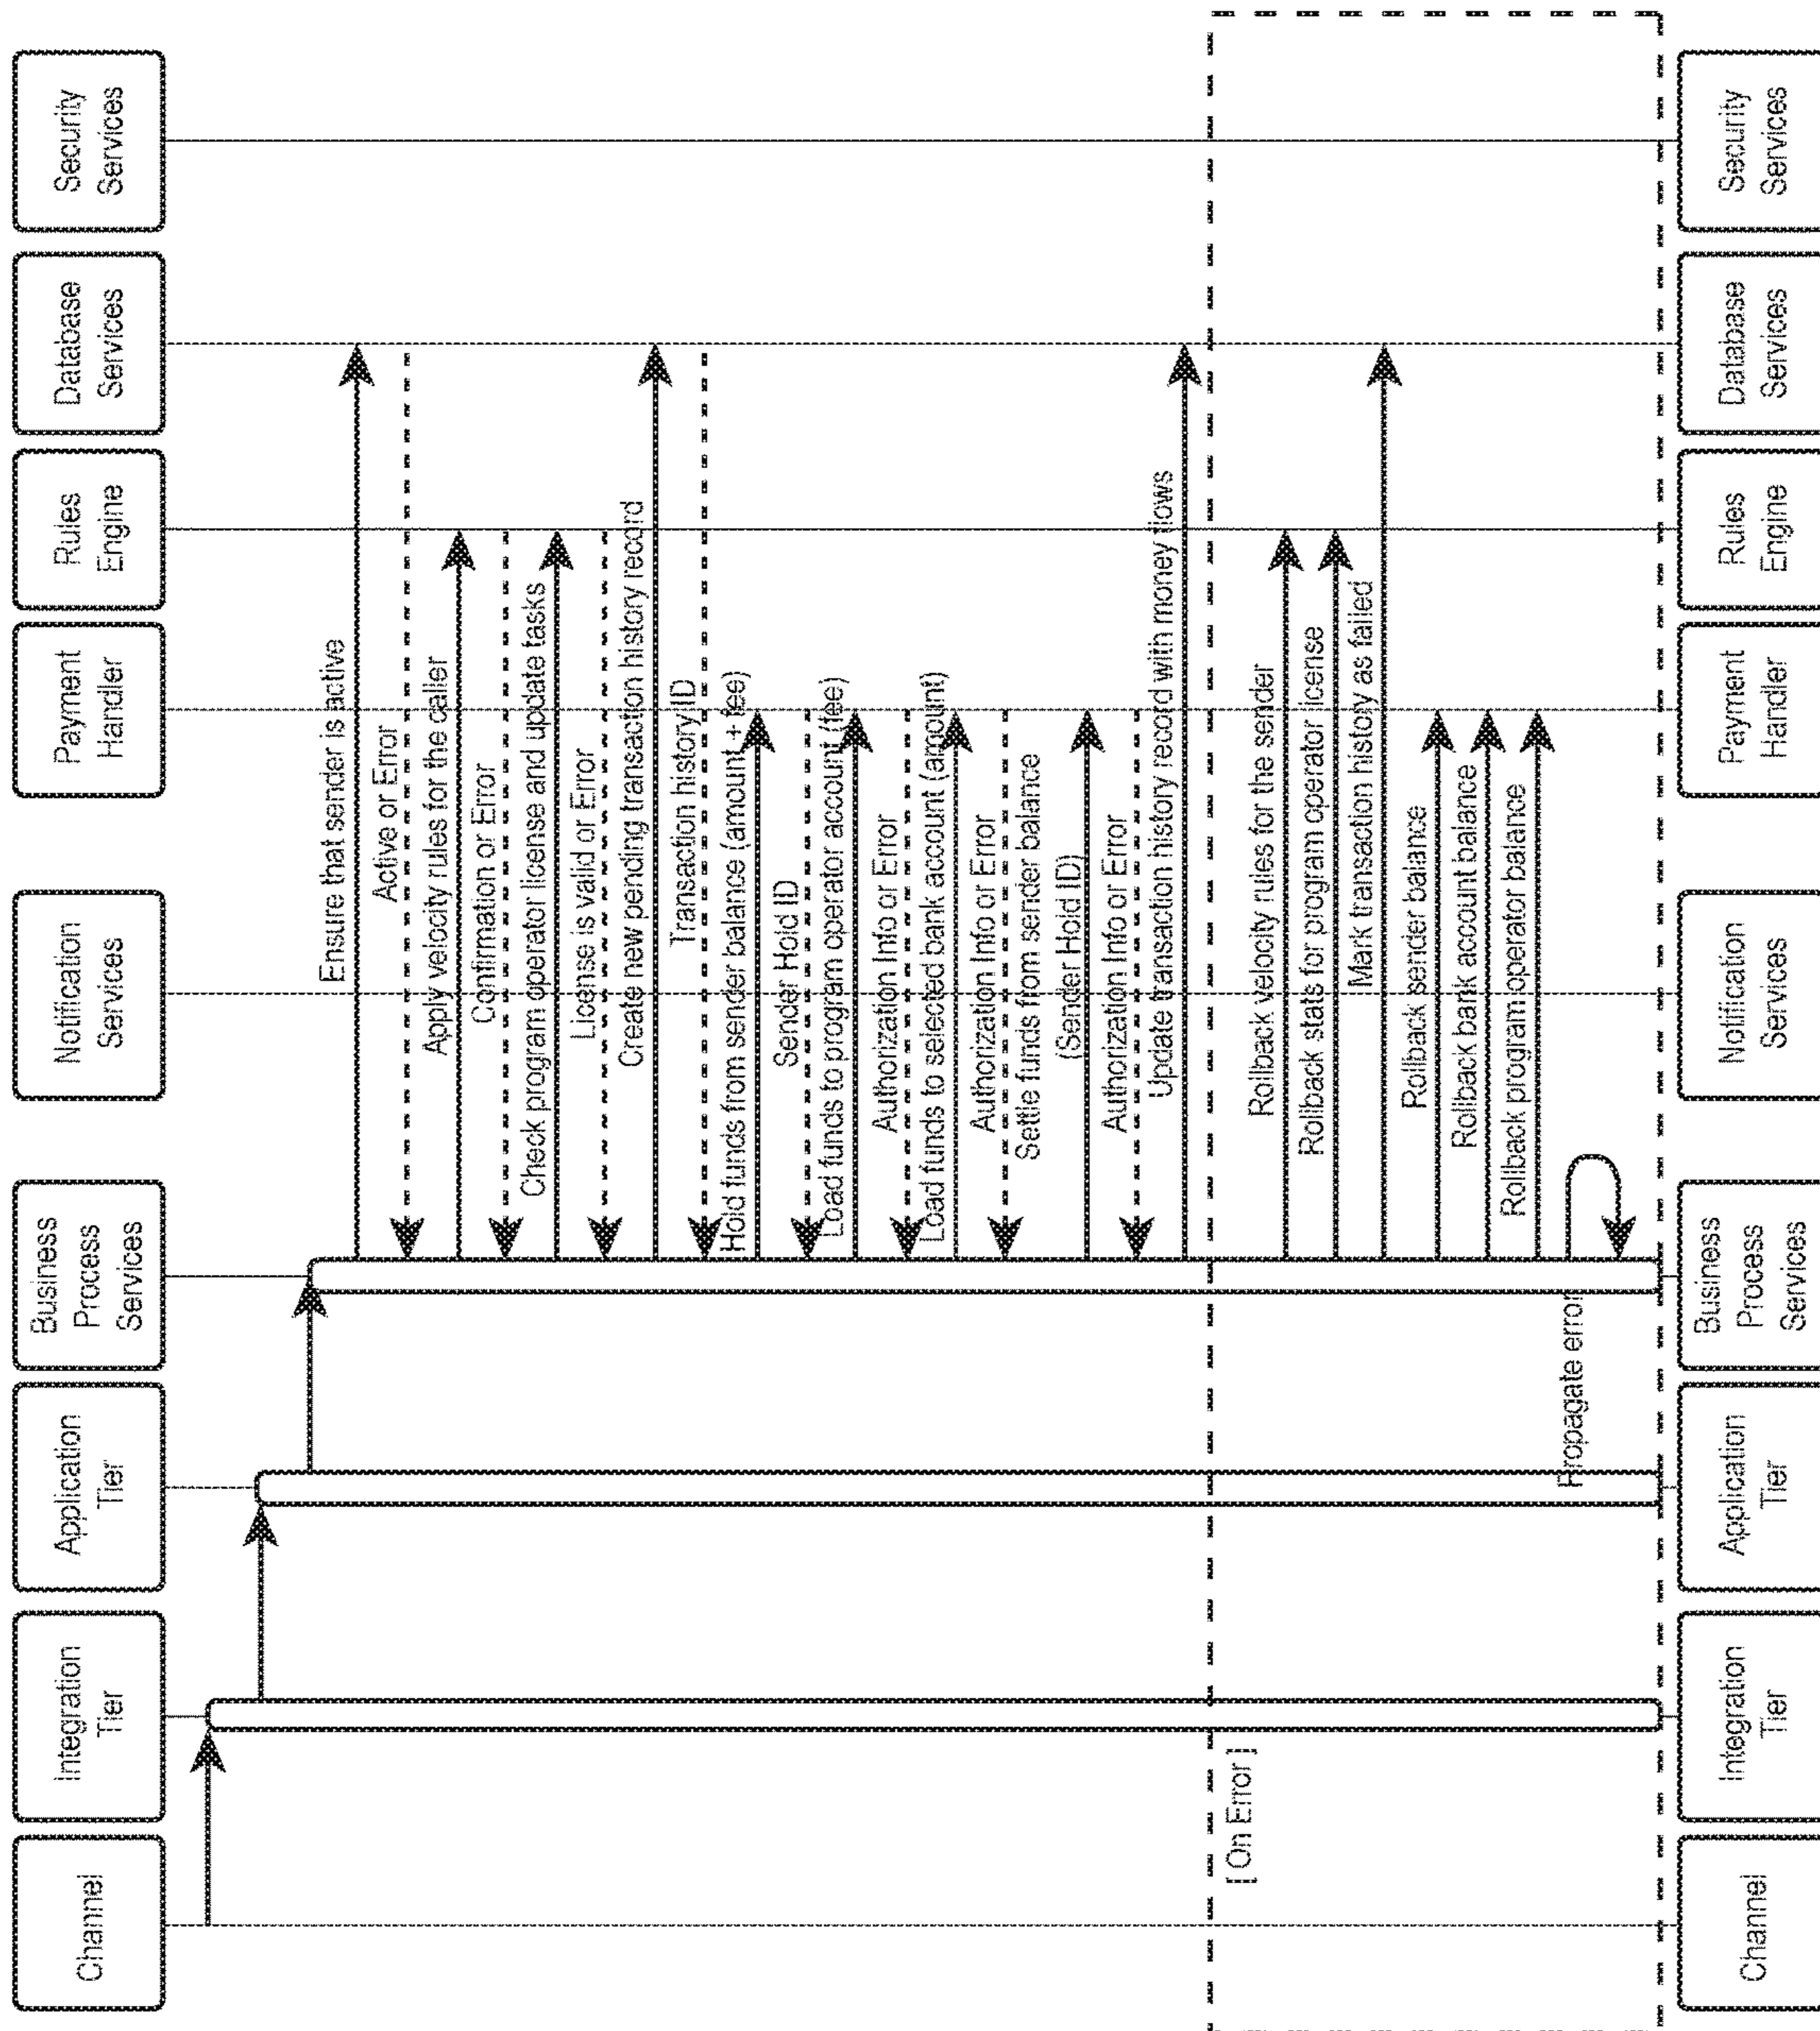 Channel
Integration
Tier
Application
Tier
Business
Process
Services
Notification
Services
Payment
Handler
Rules
Engine
Database
Services
Security
Services
Ensure that sender is active
Active or Error
Apply velocity rules for the caller
Confirmation or Error
Check program operator license and update tasks
License is valid or Error
Create new pending transaction history record
Transaction history ID
Hold funds from sender balance (amount + fee)
Sender Hold ID
Load funds to program operator account (fee)
Authorization Info or Error
Load funds to selected bank account (amount)
Authorization Info or Error
Settle funds from sender balance
(Sender Hold ID)
Authorization Info or Error
Update transaction history record with money flows
[ On Error ]
Rollback velocity rules for the sender
Rollback stats for program operator license
Mark transaction history as failed
Rollback sender balance
Rollback bank account balance
Rollback program operator balance
Propagate error
Channel
Integration
Tier
Application
Tier
Business
Process
Services
Notification
Services
Payment
Handler
Rules
Engine
Database
Services
Security
Services